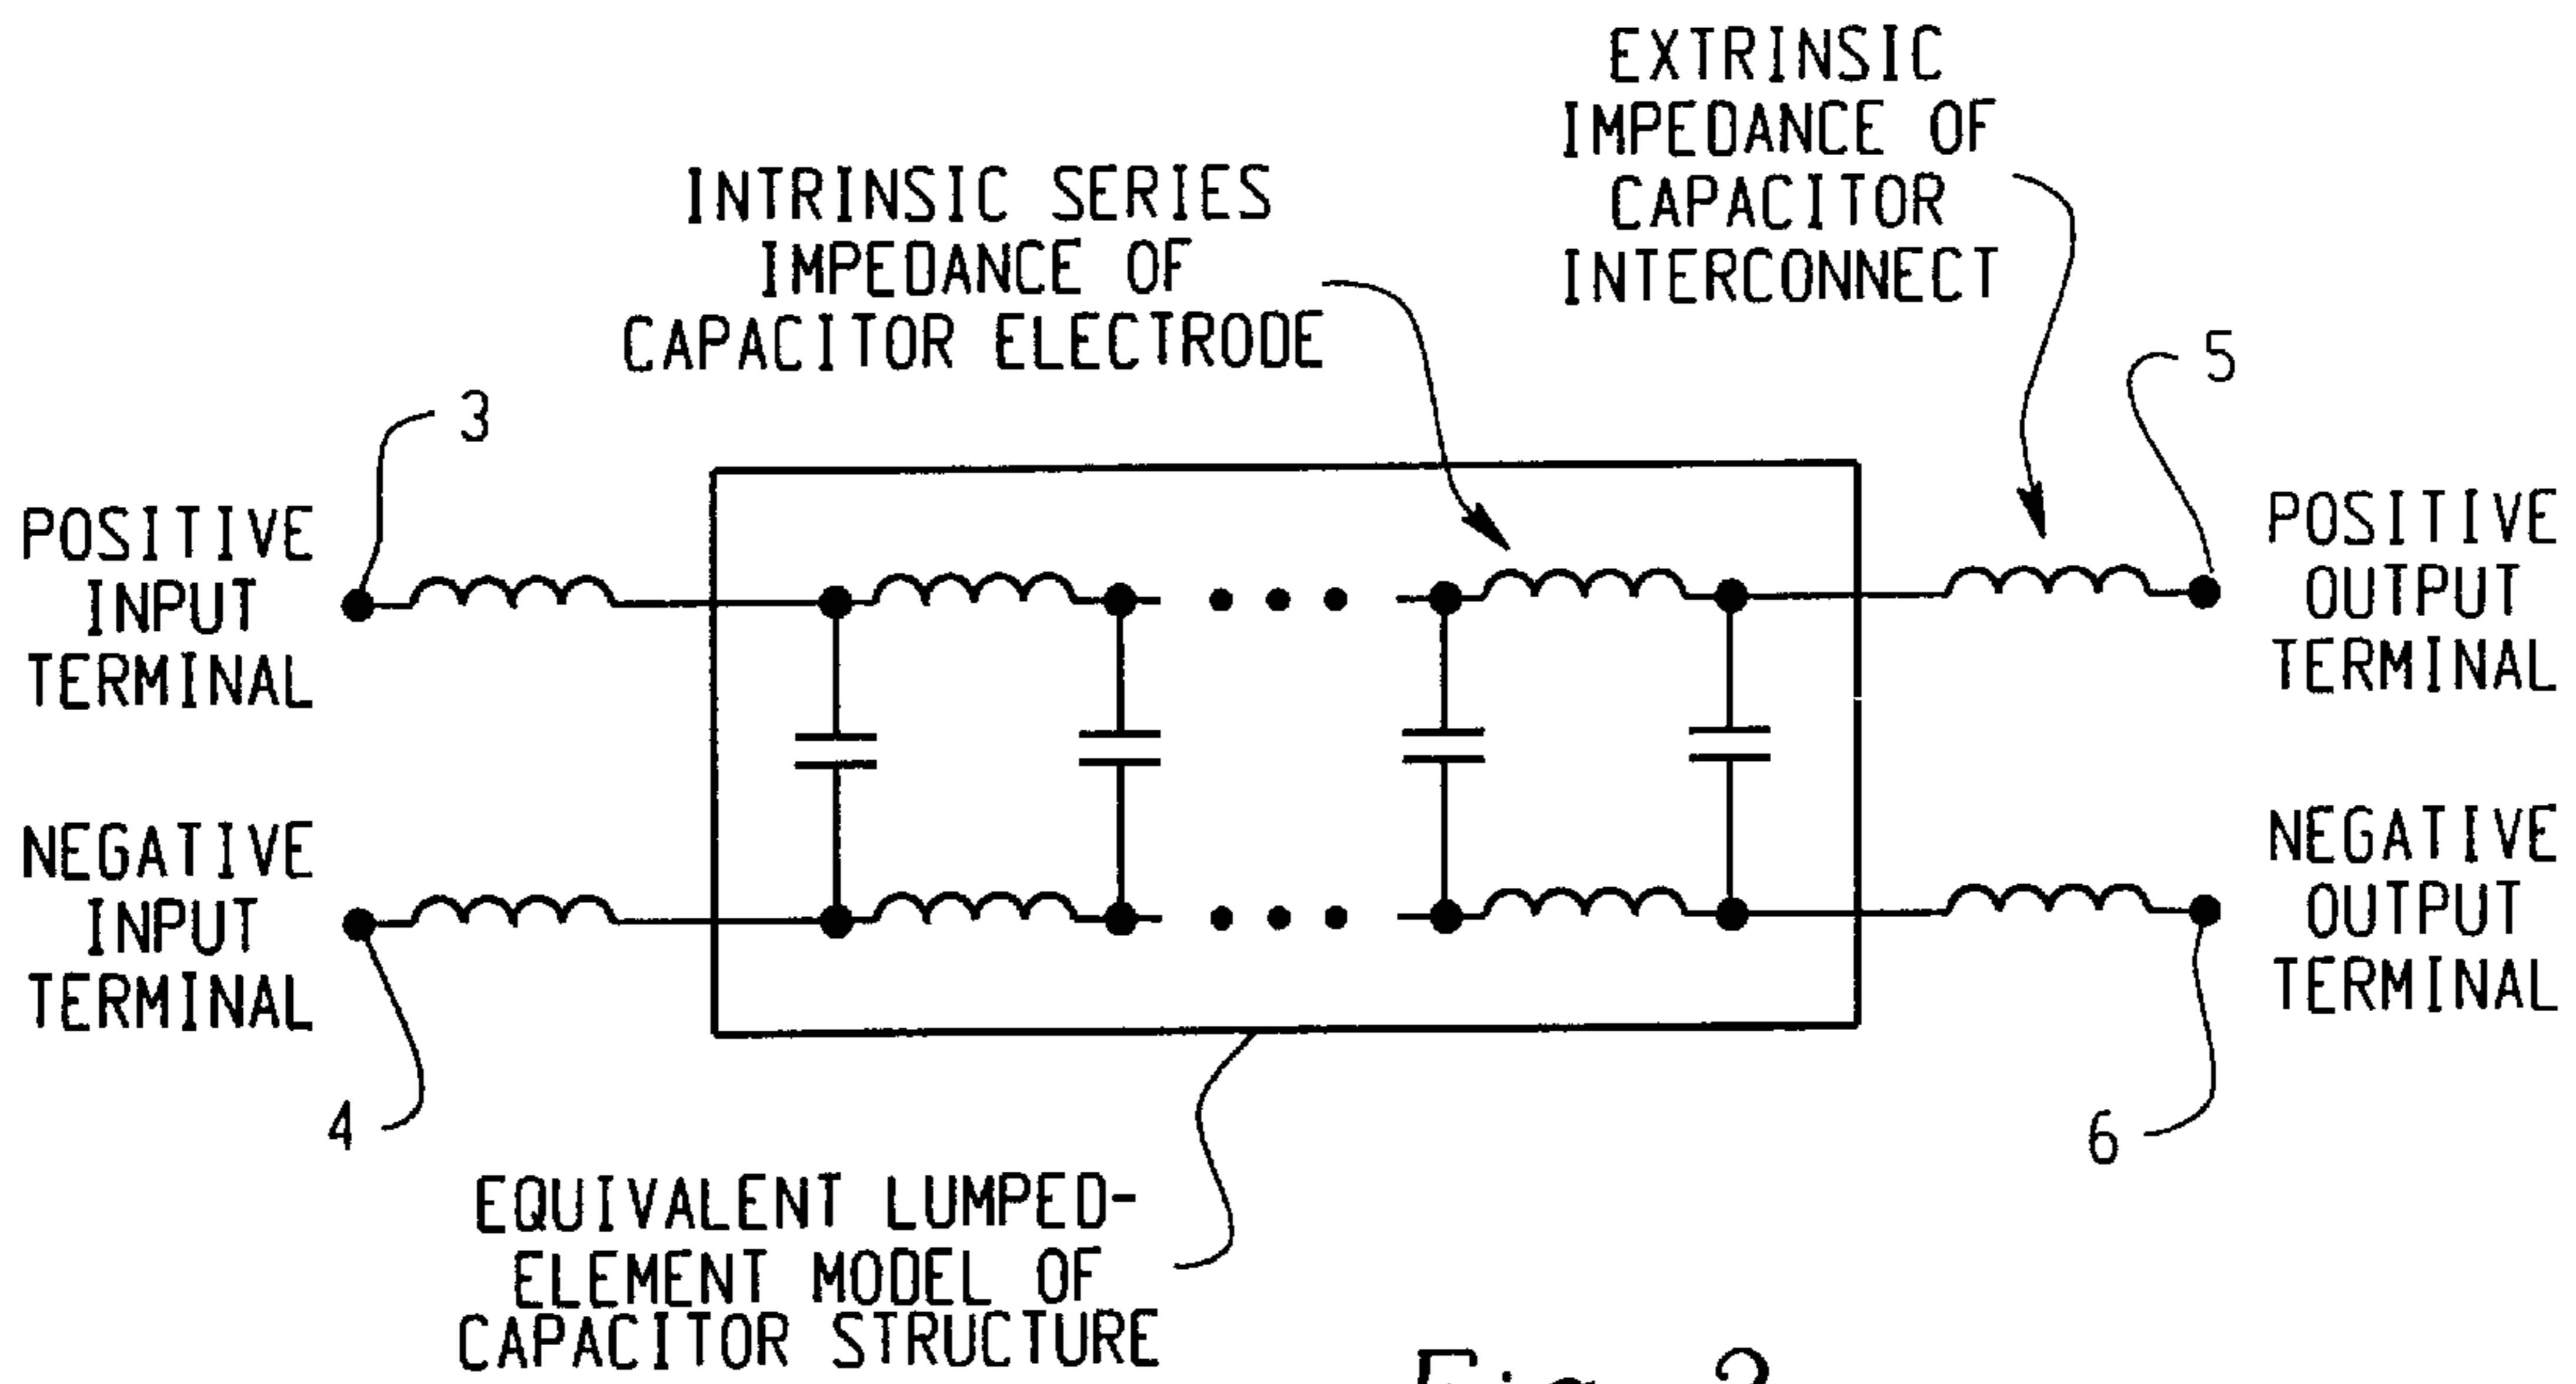 EXTRINSIC
IMPEDANCE OF
CAPACITOR
INTERCONNECT
INTRINSIC SERIES
IMPEDANCE OF
CAPACITOR ELECTRODE
3
5
POSITIVE
INPUT
TERMINAL
POSITIVE
OUTPUT
TERMINAL
NEGATIVE
INPUT
TERMINAL
NEGATIVE
OUTPUT
TERMINAL
4
6
EQUIVALENT LUMPED-
ELEMENT MODEL OF
CAPACITOR STRUCTURE